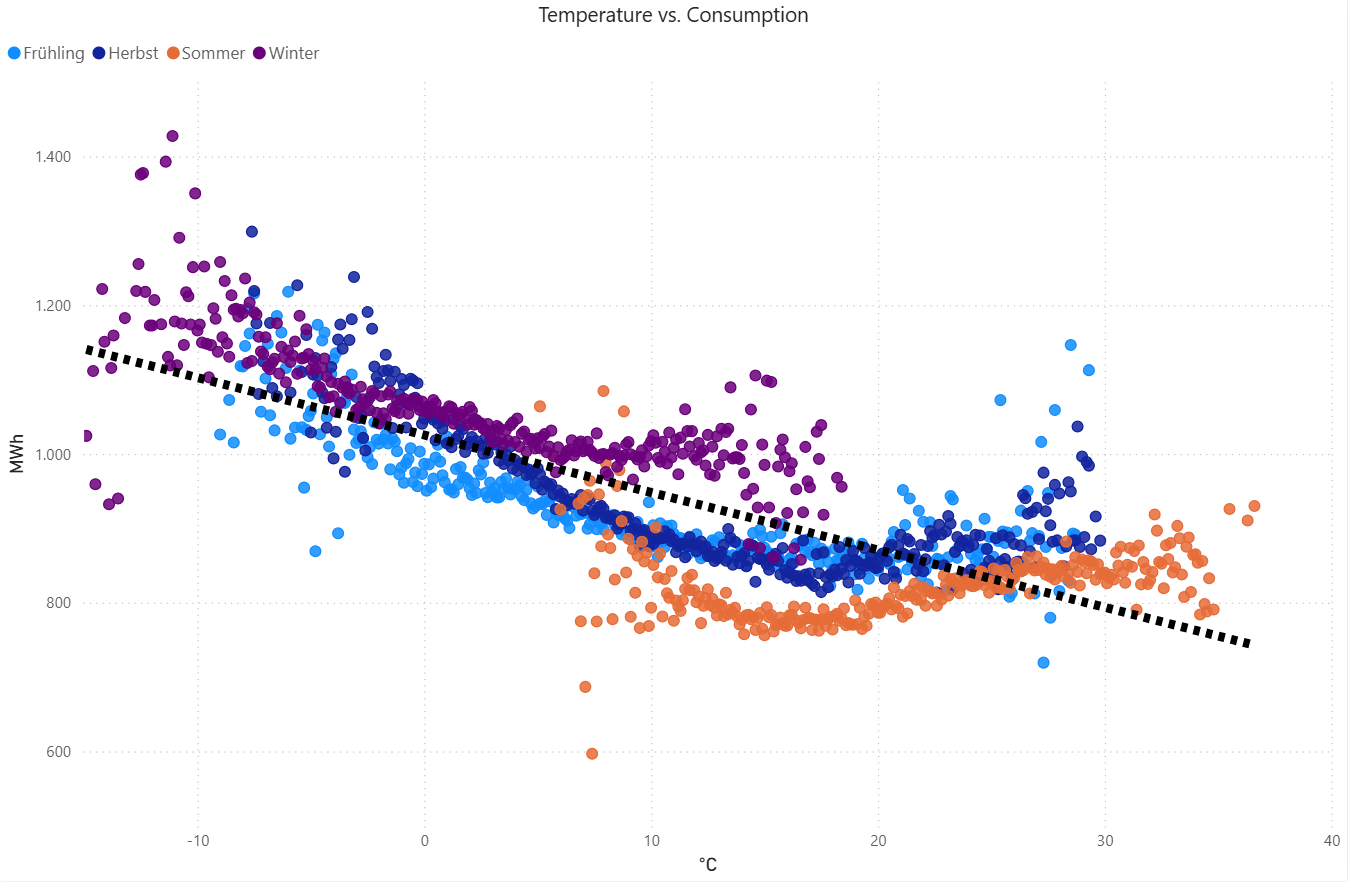 Temperature vs. Consumption
Frühling Herbst Sommer Winter
1.400
1.200
1.000
800
600
MWh
-10 0 10 20 30 40
°C